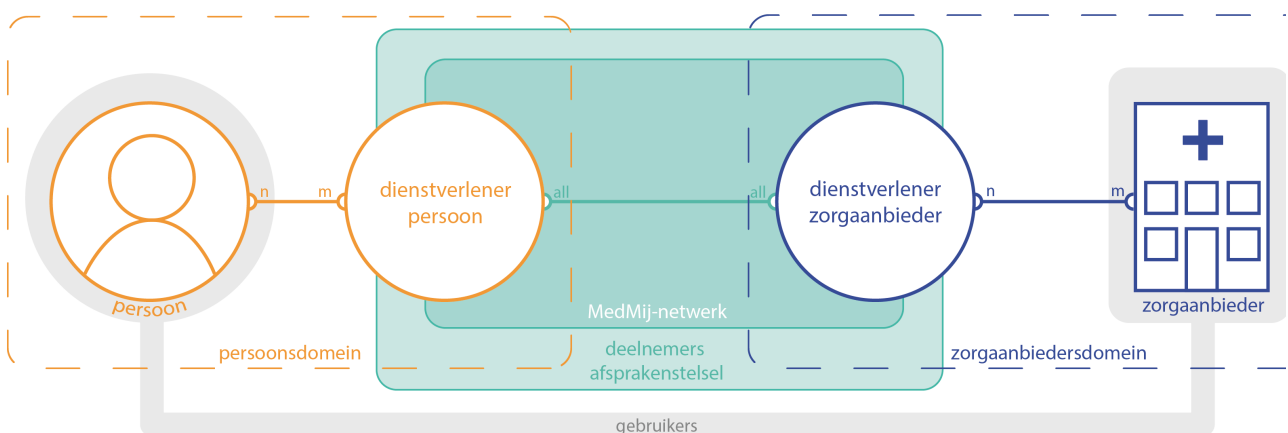 n
m
dienstverlener
persoon
all
all
dienstverlener
zorgaanbieder
n
m
persoon
MedMij-netwerk
zorgaanbieder
persoonsdomein
deelnemers
afsprakenstelsel
zorgaanbiedersdomein
gebruikers